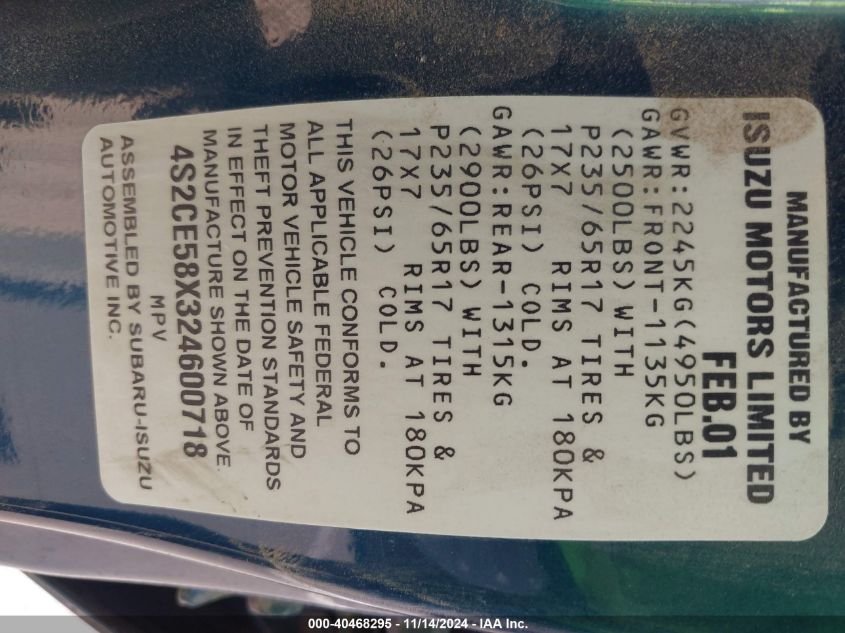 MANUFACTURED BY
ISUZU MOTORS LIMITED
FEB.01
GVWR:2245KG(4950LBS)
GAWR:FRONT-1135KG
(2500LBS) WITH
P235/65R17 TIRES &
17X7 RIMS AT 180KPA
(26PSI) COLD.
GAWR:REAR-1315KG
(2900LBS) WITH
P235/65R17 TIRES &
17X7 RIMS AT 180KPA
(26PSI) COLD.
THIS VEHICLE CONFORMS TO
ALL APPLICABLE FEDERAL
MOTOR VEHICLE SAFETY AND
THEFT PREVENTION STANDARDS
IN EFFECT ON THE DATE OF
MANUFACTURE SHOWN ABOVE.
4S2CE58X324600718
MPV
ASSEMBLED BY SUBARU-ISUZU
AUTOMOTIVE INC.
000-40468295 - 11/14/2024 - IAA Inc.